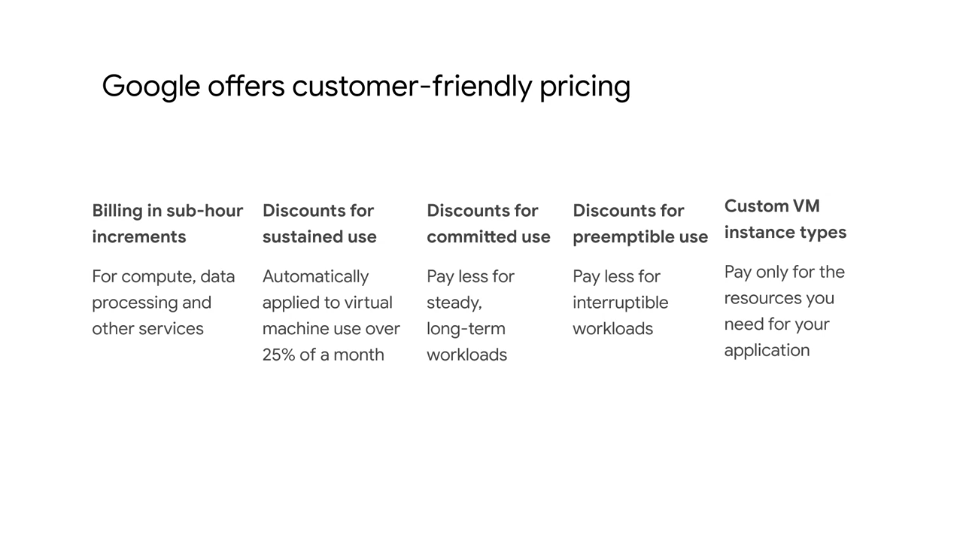 Google offers customer-friendly pricing
Billing in sub-hour
increments
For compute, data
processing and
other services
Discounts for
sustained use
Automatically
applied to virtual
machine use over
25% of a month
Discounts for
committed use
Pay less for
steady,
long-term
workloads
Discounts for
preemptible use
Pay less for
interruptible
workloads
Custom VM
instance types
Pay only for the
resources you
need for your
application